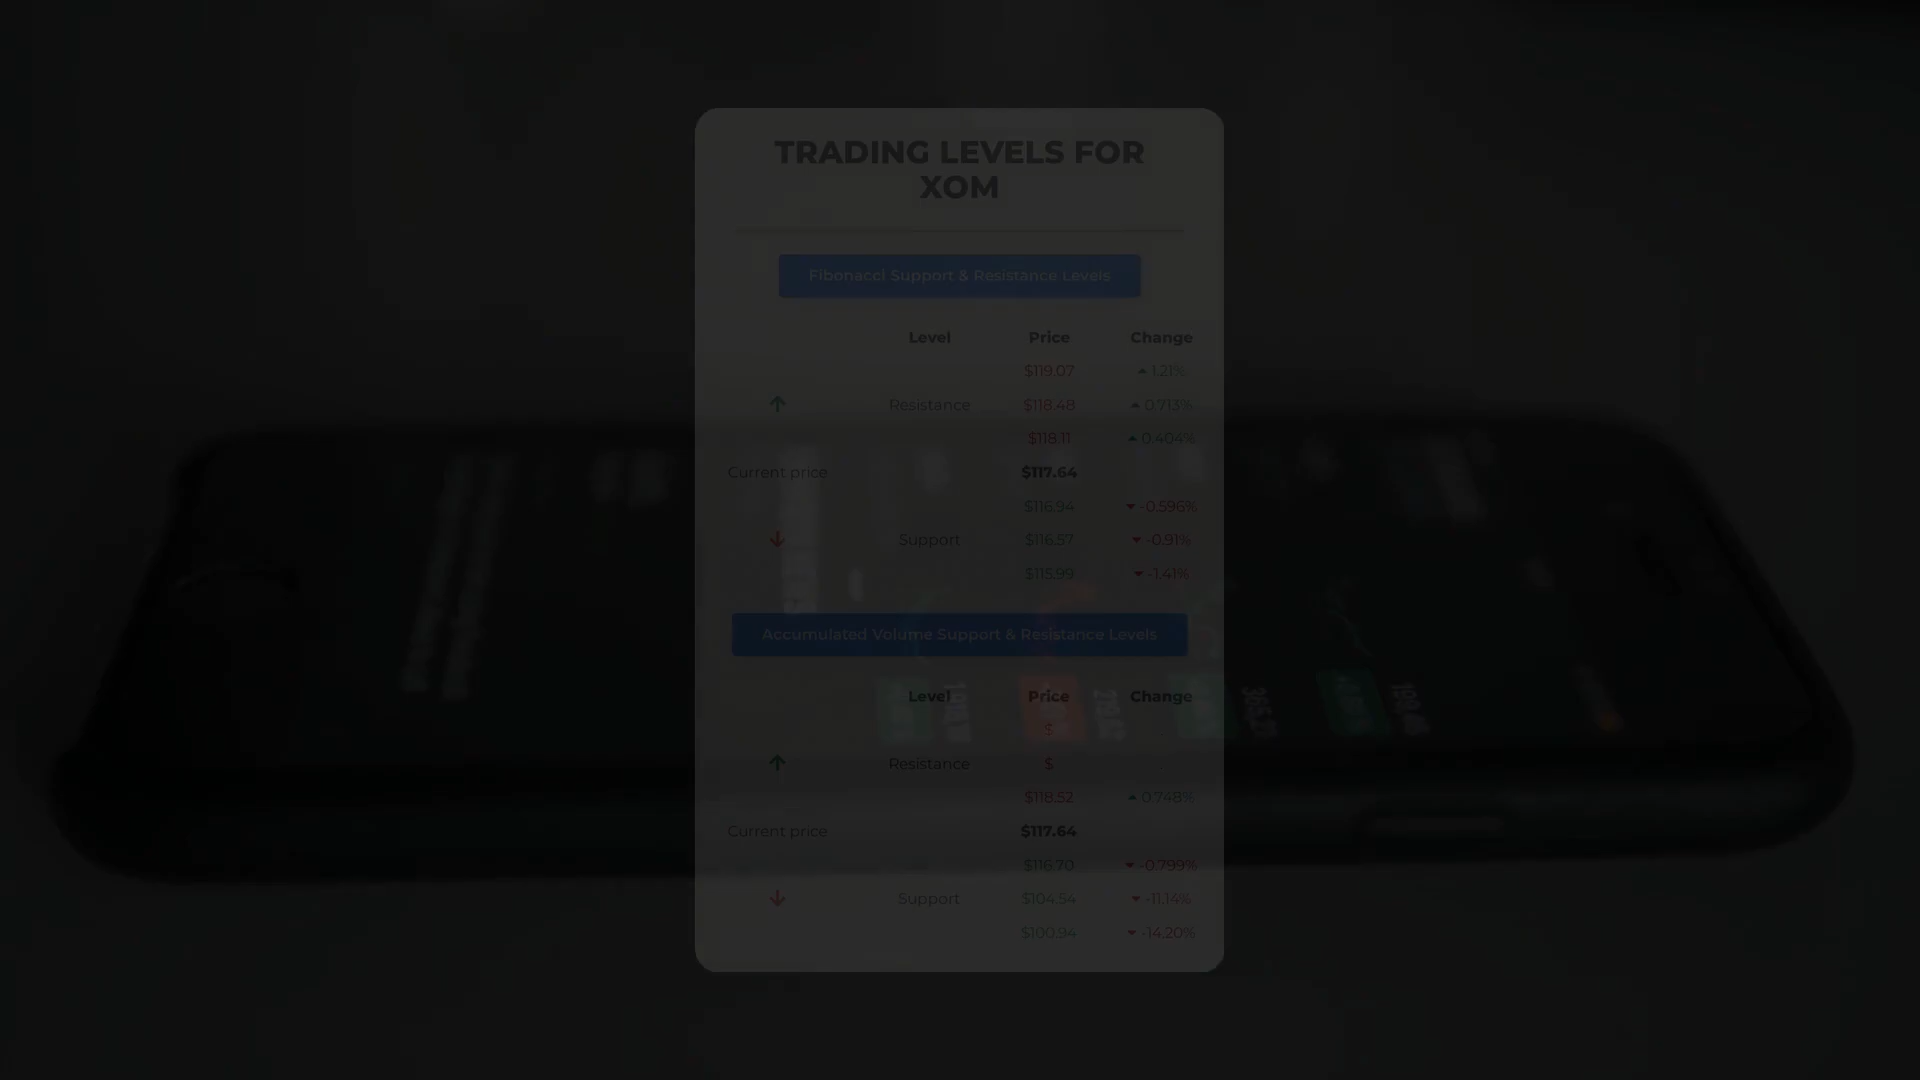 TRADING LEVELS FOR
XOM
Fibonacci Support & Resistance Levels
Level Price Change
$119.07 1.21%
Resistance $118.48 0.713%
$118.11 0.404%
Current price $117.64
$116.94 -0.596%
Support $116.57 -0.91%
$115.99 -1.41%
Accumulated Volume Support & Resistance Levels
Level Price Change
$
Resistance $
$118.52 0.748%
Current price $117.64
$116.70 -0.799%
Support $104.54 -11.14%
$100.94 -14.20%